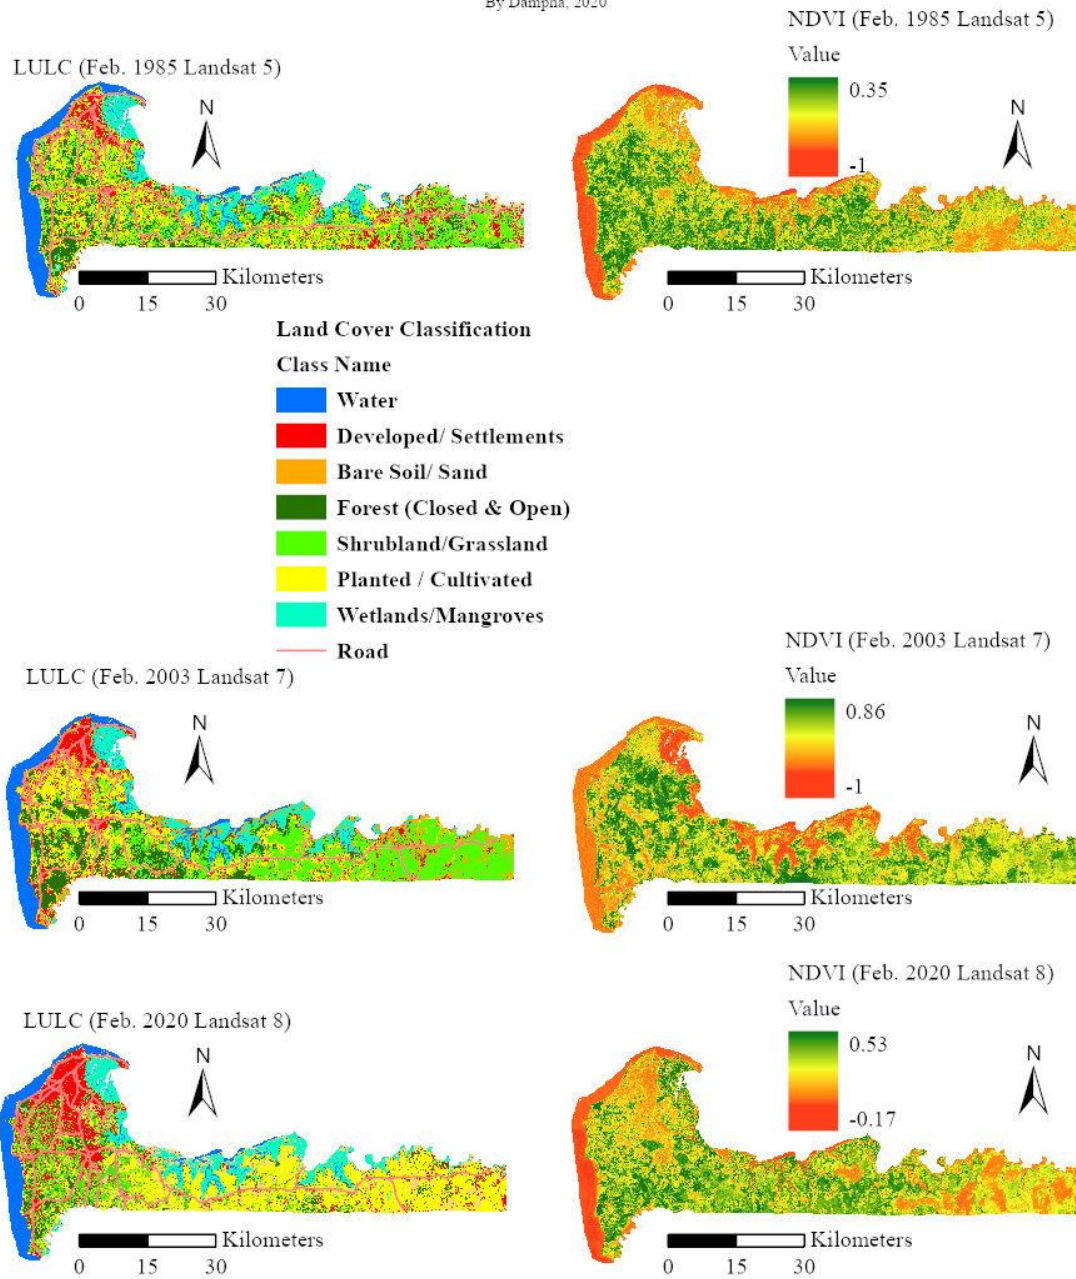 By Dampha, 2020
NDVI (Feb. 1985 Landsat 5)
Value
0.35
-1
N
LULC (Feb. 1985 Landsat 5)
N
Kilometers
0 15 30
Kilometers
0 15 30
Land Cover Classification
Class Name
Water
Developed/ Settlements
Bare Soil/ Sand
Forest (Closed & Open)
Shrubland/Grassland
Planted / Cultivated
Wetlands/Mangroves
Road
LULC (Feb. 2003 Landsat 7)
N
Kilometers
0 15 30
NDVI (Feb. 2003 Landsat 7)
Value
0.86
-1
N
Kilometers
0 15 30
LULC (Feb. 2020 Landsat 8)
N
Kilometers
0 15 30
NDVI (Feb. 2020 Landsat 8)
Value
0.53
-0.17
N
Kilometers
0 15 30